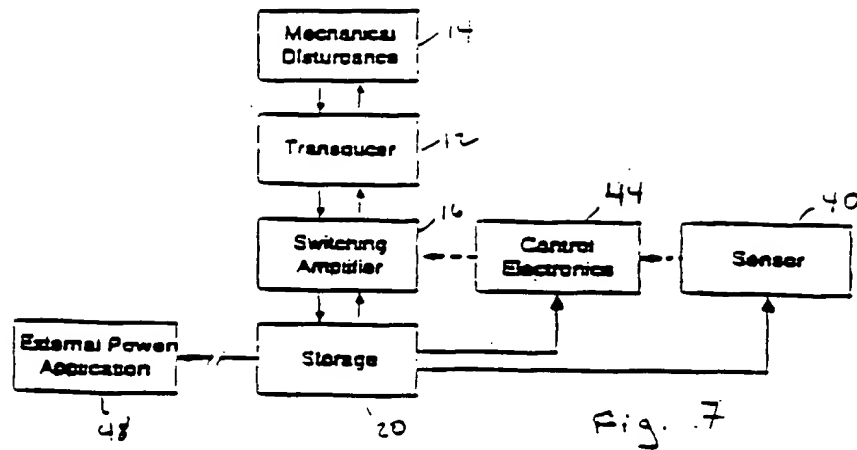 Mechanical
Disturbance
14
Transducer
12
Switching
Amplifier
16
Control
Electronics
44
Sensor
40
External Power
Application
48
Storage
20
Fig. 7